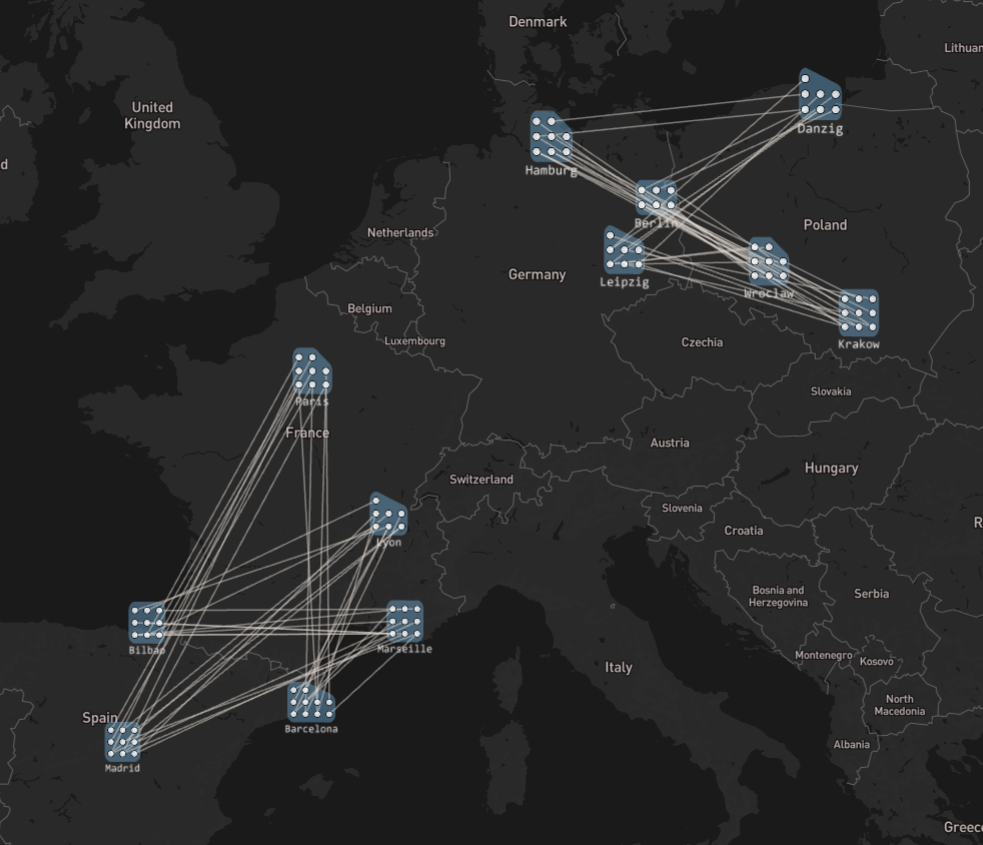 Denmark
Lithuan
United
Kingdom
d
Danzig
Hamburg
Netherlands
Berlin
Poland
Germany
Leipzig
Wroclaw
Belgium
Luxembourg
Czechia
Krakow
Slovakia
Paris
France
Austria
Hungary
Switzerland
Slovenia
Croatia
R
Lyon
Bosnia and
Herzegovina
Serbia
Bilbao
Marseille
Montenegro
Kosovo
Italy
North
Macedonia
Spain
Barcelona
Albania
Madrid
Greece